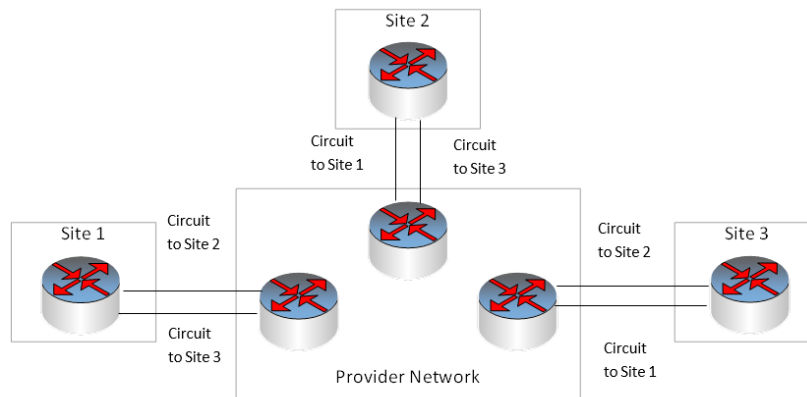 Site 2
Circuit
to Site 1
Circuit
to Site 3
Site 1
Circuit
to Site 2
Circuit
to Site 3
Circuit
to Site 2
Site 3
Circuit
to Site 1
Provider Network